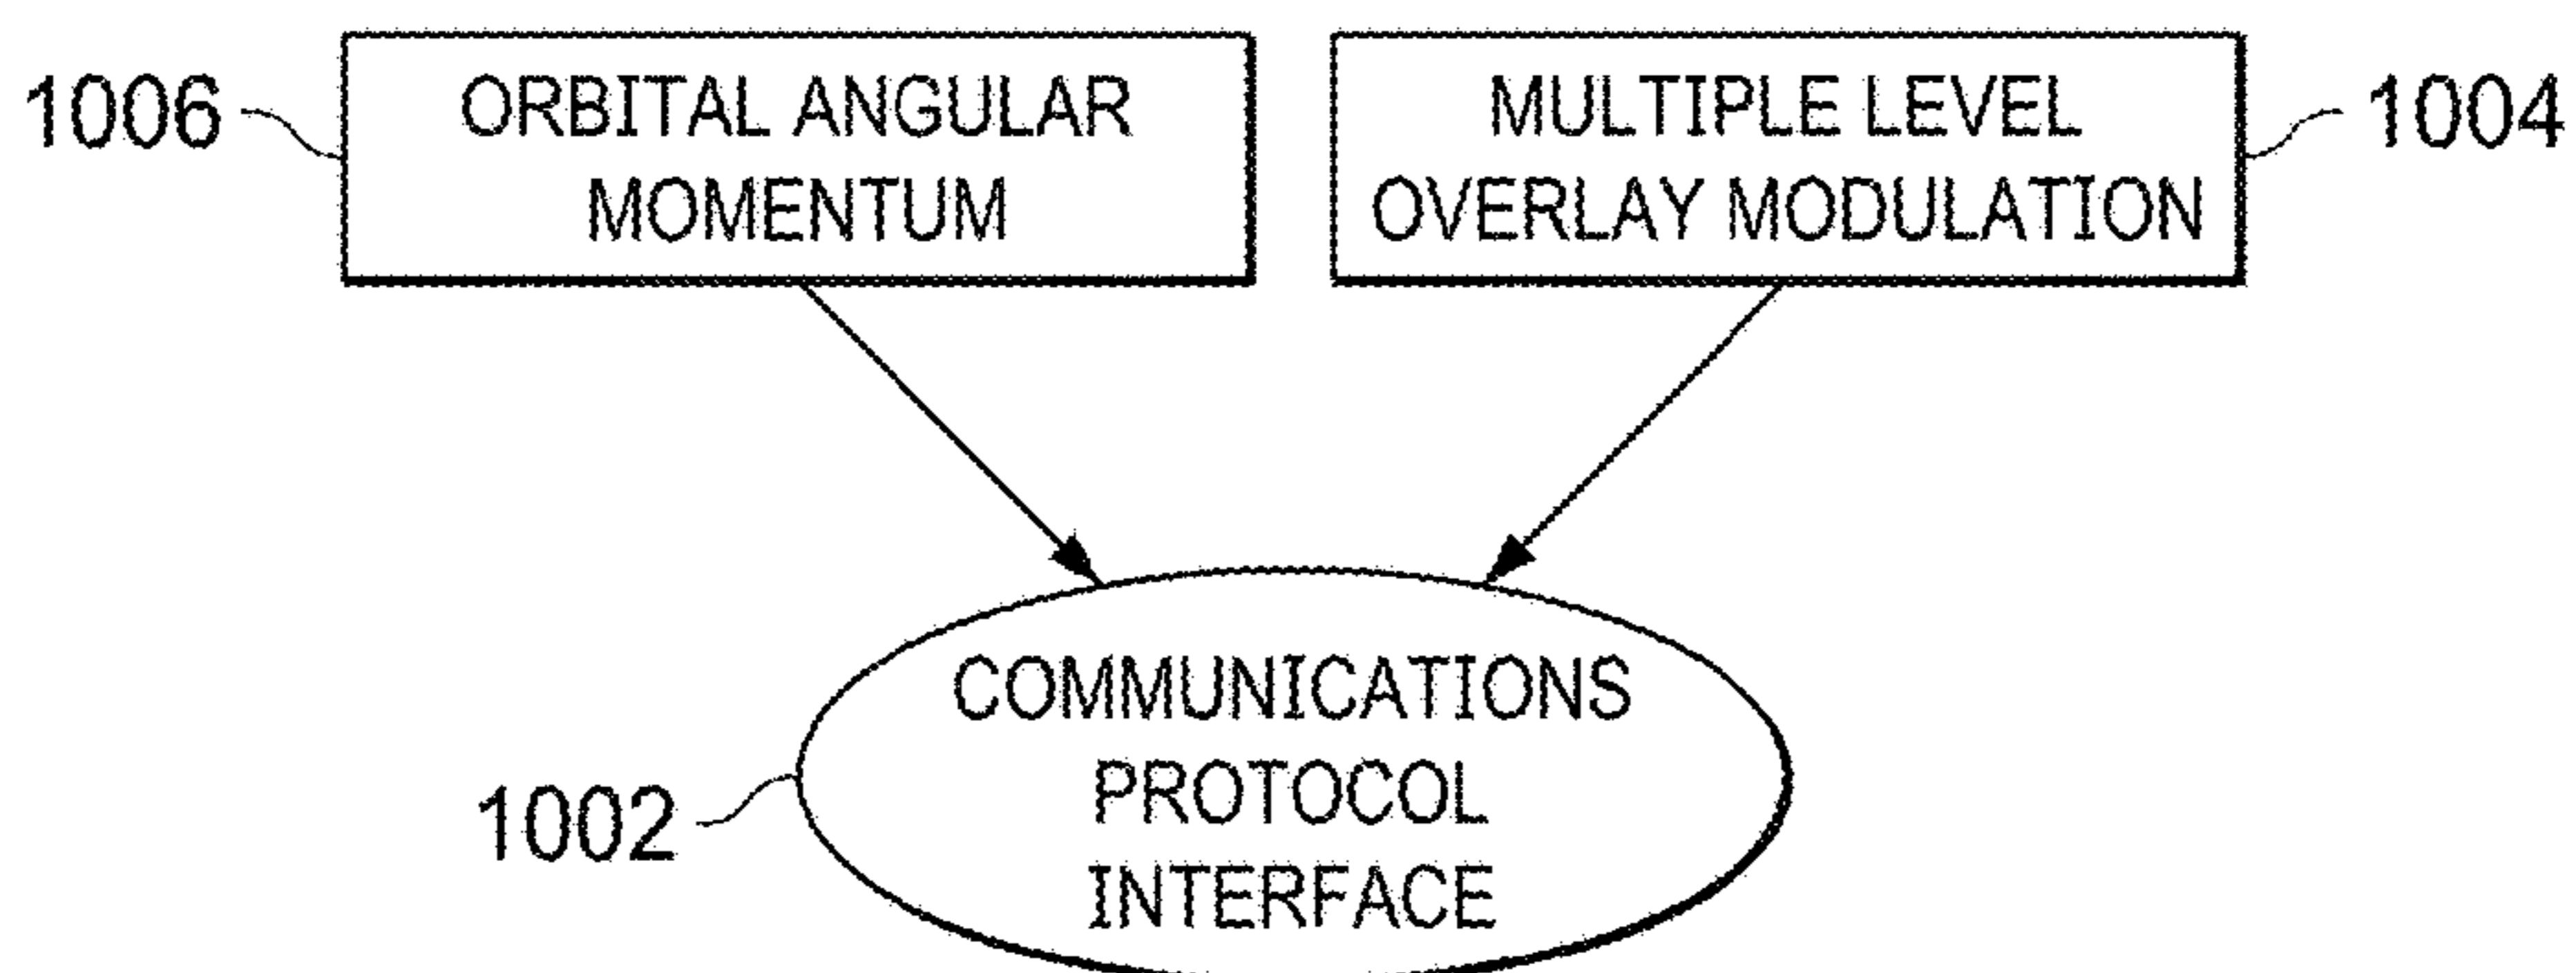 1006
ORBITAL ANGULAR
MOMENTUM
MULTIPLE LEVEL
OVERLAY MODULATION
1004
COMMUNICATIONS
PROTOCOL
INTERFACE
1002